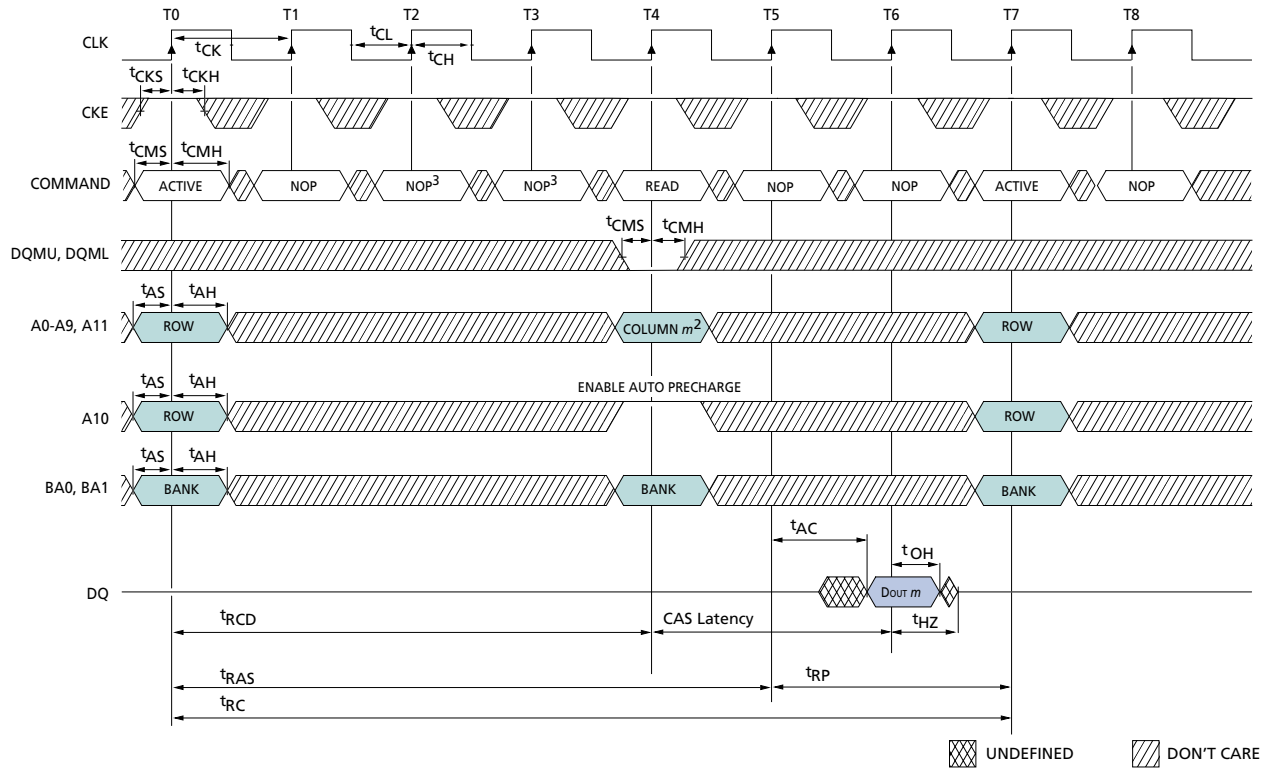 T0 T1 T2 T3 T4 T5 T6 T7 T8
CLK tCK tCL tCH
tCKS tCKH
CKE
tCMS tCMH
COMMAND ACTIVE NOP NOP3 NOP3 READ NOP NOP ACTIVE NOP
tCMS tCMH
DQMU, DQML
tAS tAH
A0-A9, A11 ROW COLUMN m2 ROW
tAS tAH ENABLE AUTO PRECHARGE
A10 ROW ROW
tAS tAH
BA0, BA1 BANK BANK BANK
tAC tOH
DQ DOUT m
tRCD CAS Latency tHZ
tRAS tRP
tRC
UNDEFINED DON'T CARE